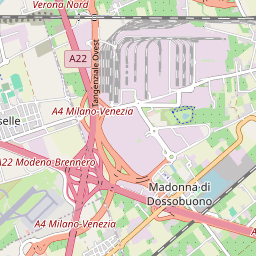 Verona Nord
A22
Tangenziale Ovest
A4 Milano-Venezia
selle
A22 Modena-Brennero
Madonna di
Dossobuono
A4 Milano-Venezia